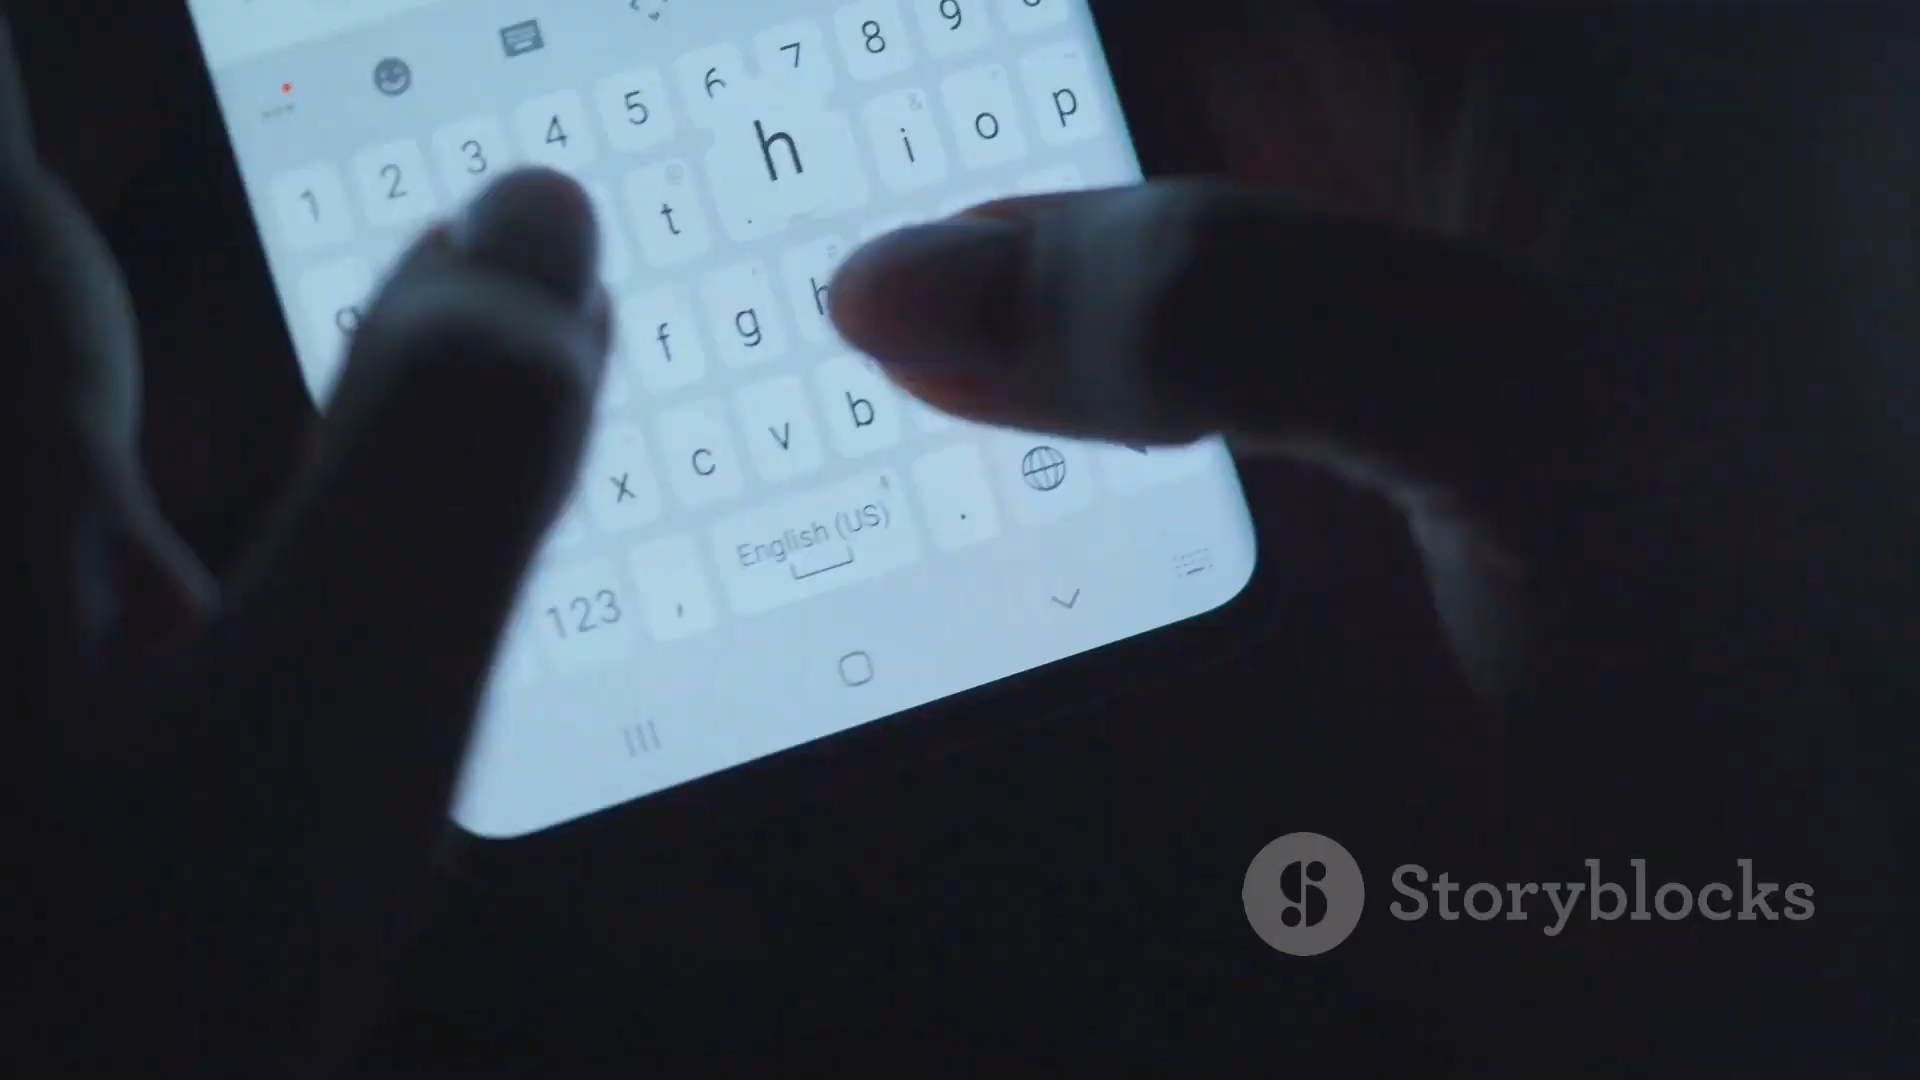 1 2 3 4 5 6 7 8 9
t h i o p
f g h
x c v b
123 , English (US) .
Storyblocks